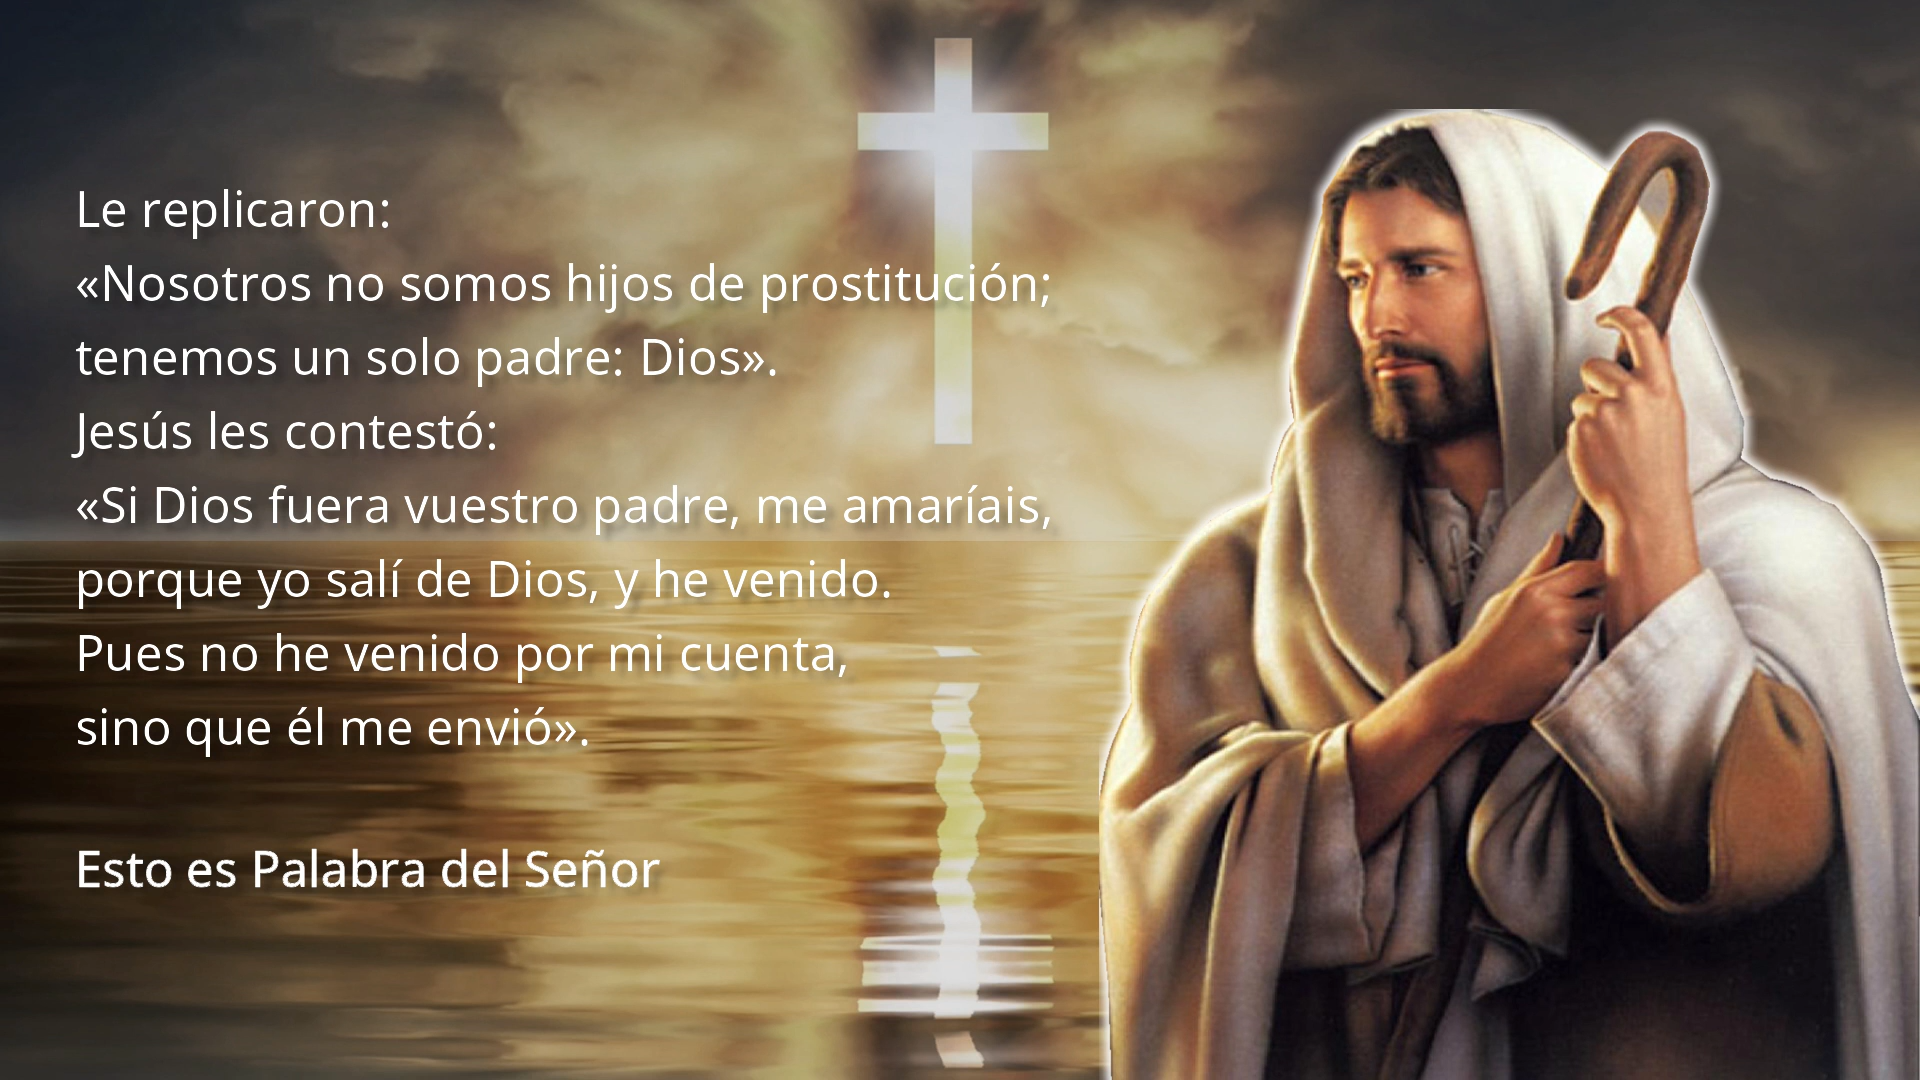 Le replicaron:
«Nosotros no somos hijos de prostitución;
tenemos un solo padre: Dios».
Jesús les contestó:
«Si Dios fuera vuestro padre, me amaríais,
porque yo salí de Dios, y he venido.
Pues no he venido por mi cuenta,
sino que él me envió».
Esto es Palabra del Señor